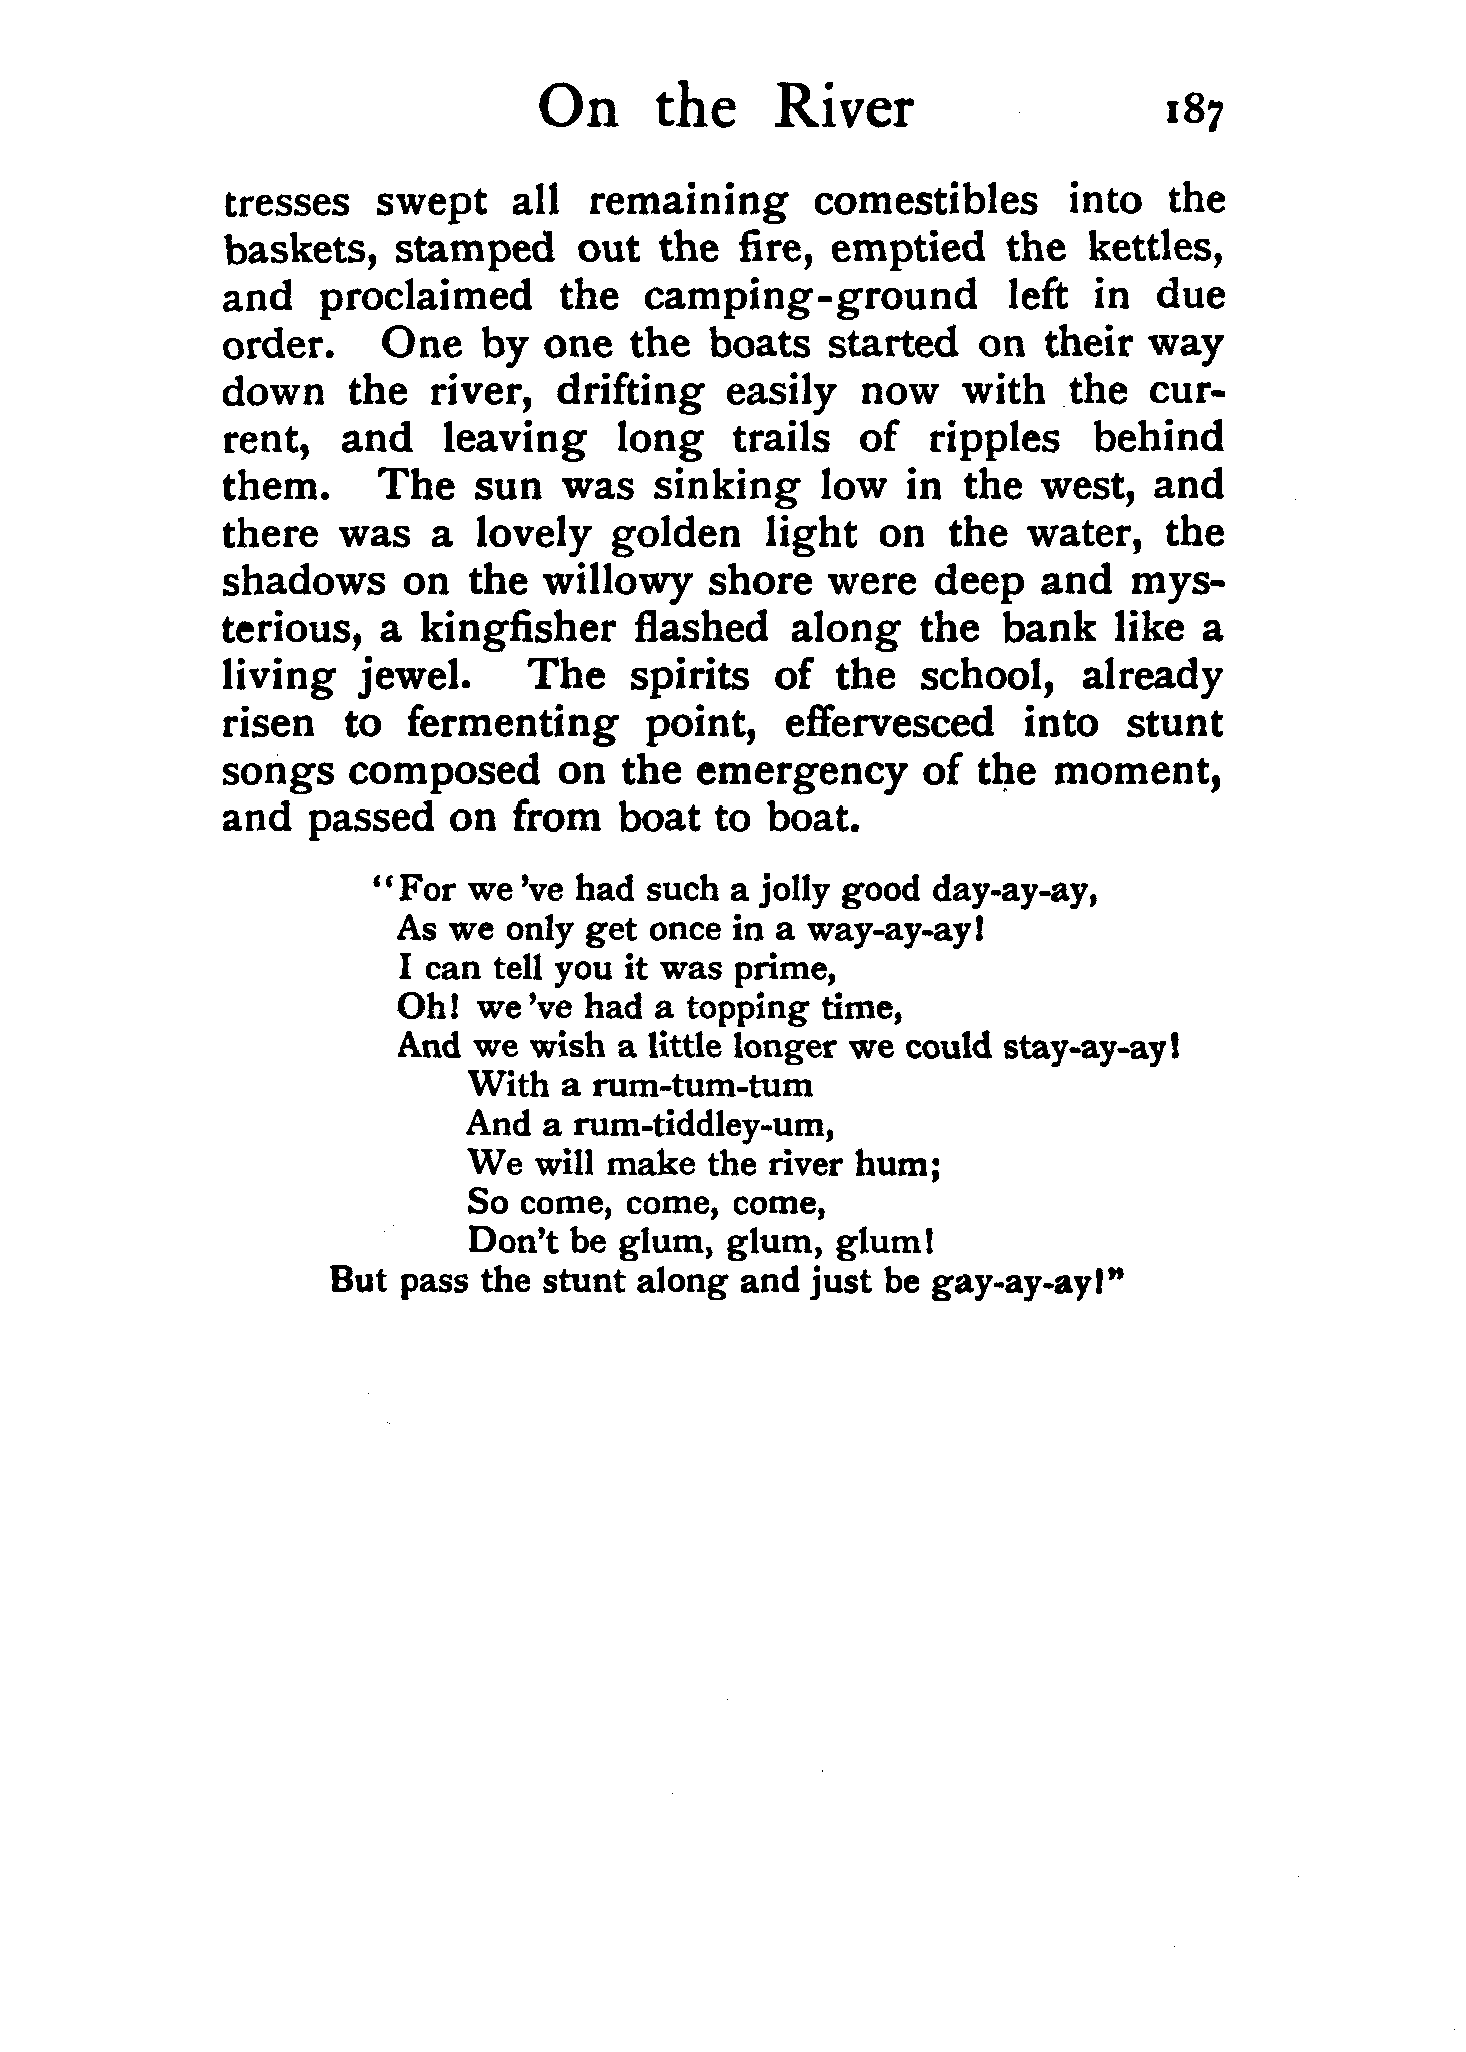 On the River 187
tresses swept all remaining comestibles into the
baskets, stamped out the fire, emptied the kettles,
and proclaimed the camping-ground left in due
order. One by one the boats started on their way
down the river, drifting easily now with the cur-
rent, and leaving long trails of ripples behind
them. The sun was sinking low in the west, and
there was a lovely golden light on the water, the
shadows on the willowy shore were deep and mys-
terious, a kingfisher flashed along the bank like a
living jewel. The spirits of the school, already
risen to fermenting point, effervesced into stunt
songs composed on the emergency of the moment,
and passed on from boat to boat.
"For we 've had such a jolly good day-ay-ay,
As we only get once in a way-ay-ay!
I can tell you it was prime,
Oh! we 've had a topping time,
And we wish a little longer we could stay-ay-ay!
With a rum-tum-tum
And a rum-tiddley-um,
We will make the river hum;
So come, come, come,
Don't be glum, glum, glum!
But pass the stunt along and just be gay-ay-ay!"